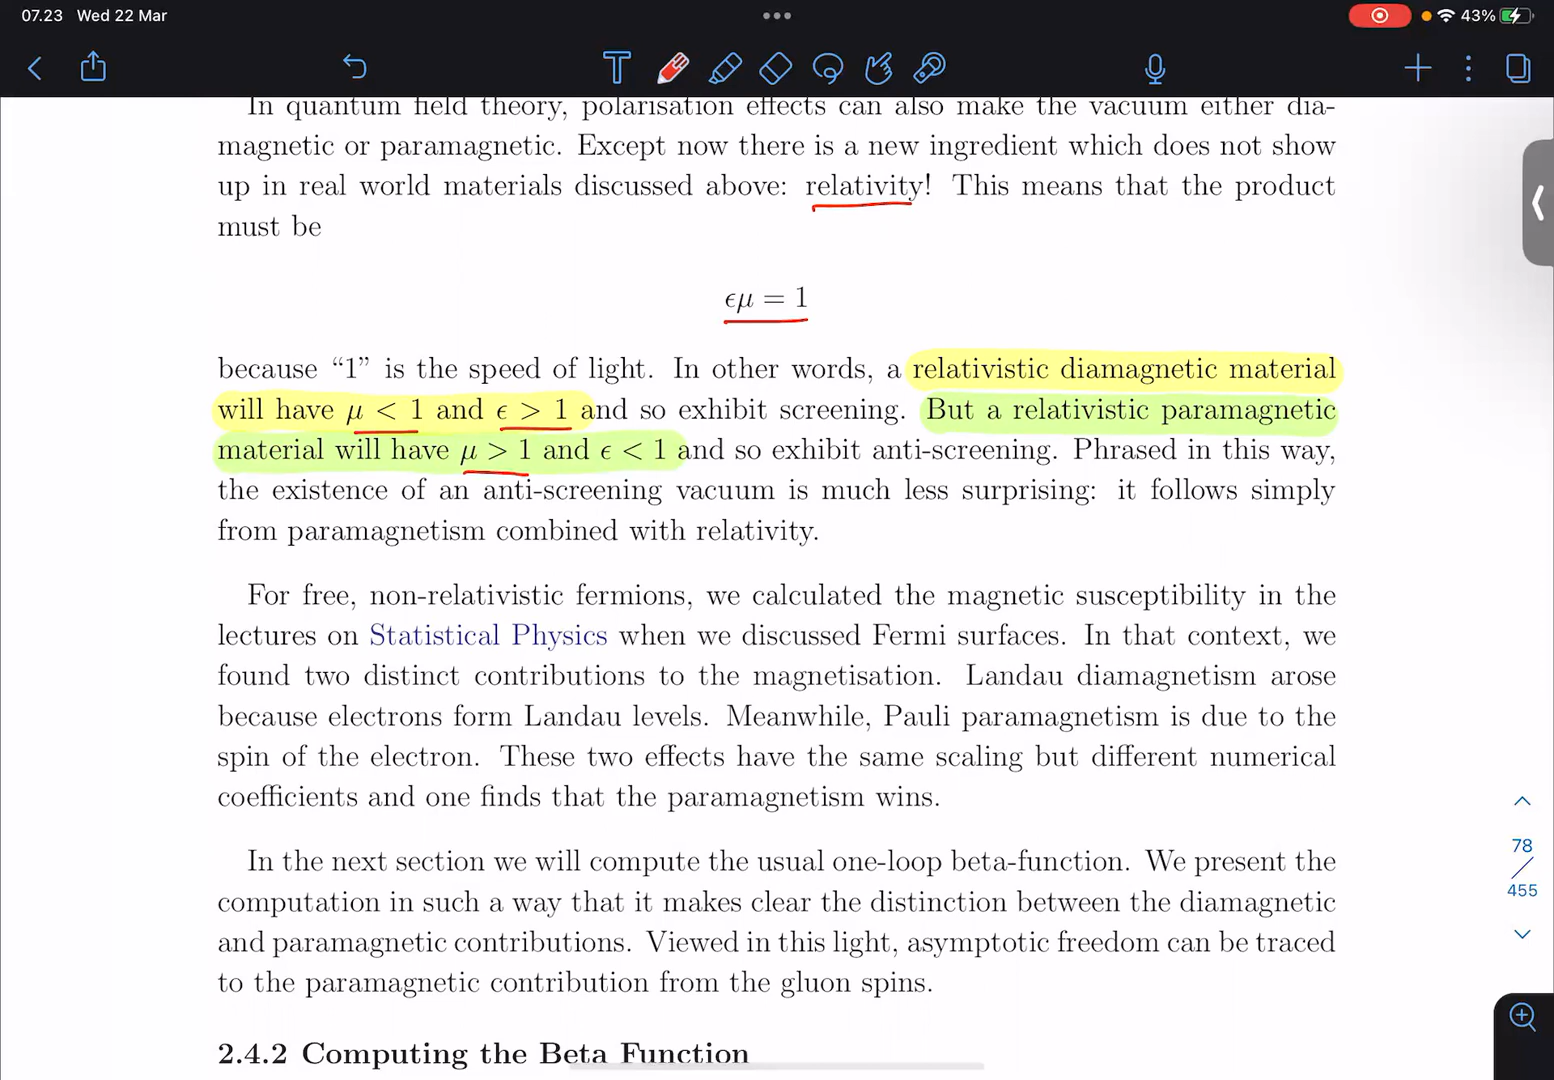 07.23 Wed 22 Mar
43%
In quantum field theory, polarisation effects can also make the vacuum either dia-
magnetic or paramagnetic. Except now there is a new ingredient which does not show
up in real world materials discussed above: relativity! This means that the product
must be
ϵμ = 1
because “1” is the speed of light. In other words, a relativistic diamagnetic material
will have μ < 1 and ϵ > 1 and so exhibit screening. But a relativistic paramagnetic
material will have μ > 1 and ϵ < 1 and so exhibit anti-screening. Phrased in this way,
the existence of an anti-screening vacuum is much less surprising: it follows simply
from paramagnetism combined with relativity.
For free, non-relativistic fermions, we calculated the magnetic susceptibility in the
lectures on Statistical Physics when we discussed Fermi surfaces. In that context, we
found two distinct contributions to the magnetisation. Landau diamagnetism arose
because electrons form Landau levels. Meanwhile, Pauli paramagnetism is due to the
spin of the electron. These two effects have the same scaling but different numerical
coefficients and one finds that the paramagnetism wins.
In the next section we will compute the usual one-loop beta-function. We present the
computation in such a way that it makes clear the distinction between the diamagnetic
and paramagnetic contributions. Viewed in this light, asymptotic freedom can be traced
to the paramagnetic contribution from the gluon spins.
2.4.2 Computing the Beta Function
78
455